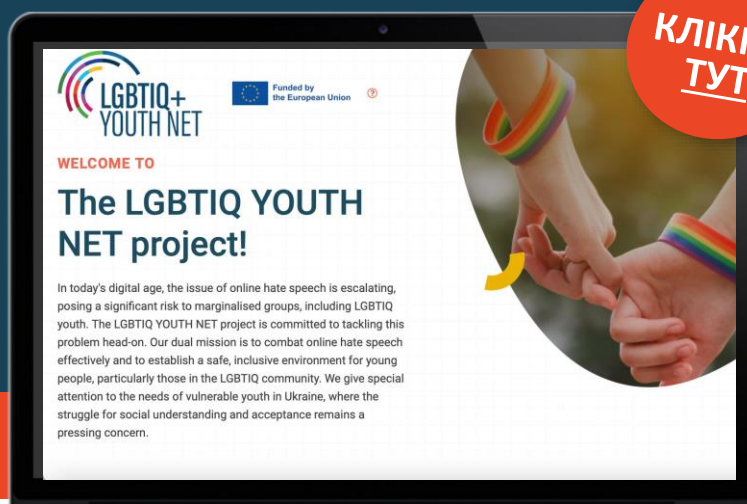 LGBTIQ+
YOUTH NET
Funded by
the European Union
ТУТ
WELCOME TO
The LGBTIQ YOUTH
NET project!
In today's digital age, the issue of online hate speech is escalating,
posing a significant risk to marginalised groups, including LGBTIQ
youth. The LGBTIQ YOUTH NET project is committed to tackling this
problem head-on. Our dual mission is to combat online hate speech
effectively and to establish a safe, inclusive environment for young
people, particularly those in the LGBTIQ community. We give special
attention to the needs of vulnerable youth in Ukraine, where the
struggle for social understanding and acceptance remains a
pressing concern.